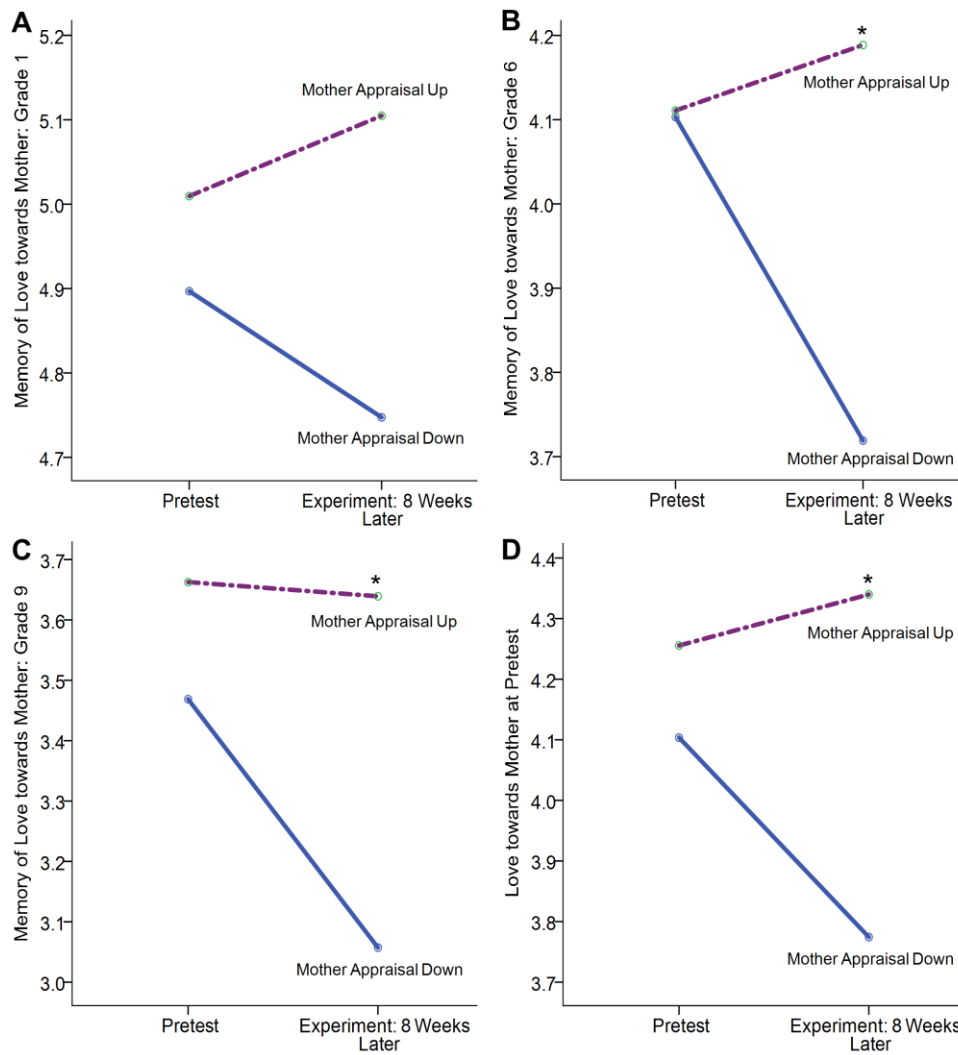 A
Memory of Love towards Mother: Grade 1
5.2
5.1
5.0
4.9
4.8
4.7
Mother Appraisal Up
Mother Appraisal Down
Pretest
Experiment: 8 Weeks
Later
B
Memory of Love towards Mother: Grade 6
4.2
4.1
4.0
3.9
3.8
3.7
*
Mother Appraisal Up
Mother Appraisal Down
Pretest
Experiment: 8 Weeks
Later
C
Memory of Love towards Mother: Grade 9
3.7
3.6
3.5
3.4
3.3
3.2
3.1
3.0
*
Mother Appraisal Up
Mother Appraisal Down
Pretest
Experiment: 8 Weeks
Later
D
Love towards Mother at Pretest
4.4
4.3
4.2
4.1
4.0
3.9
3.8
3.7
*
Mother Appraisal Up
Mother Appraisal Down
Pretest
Experiment: 8 Weeks
Later